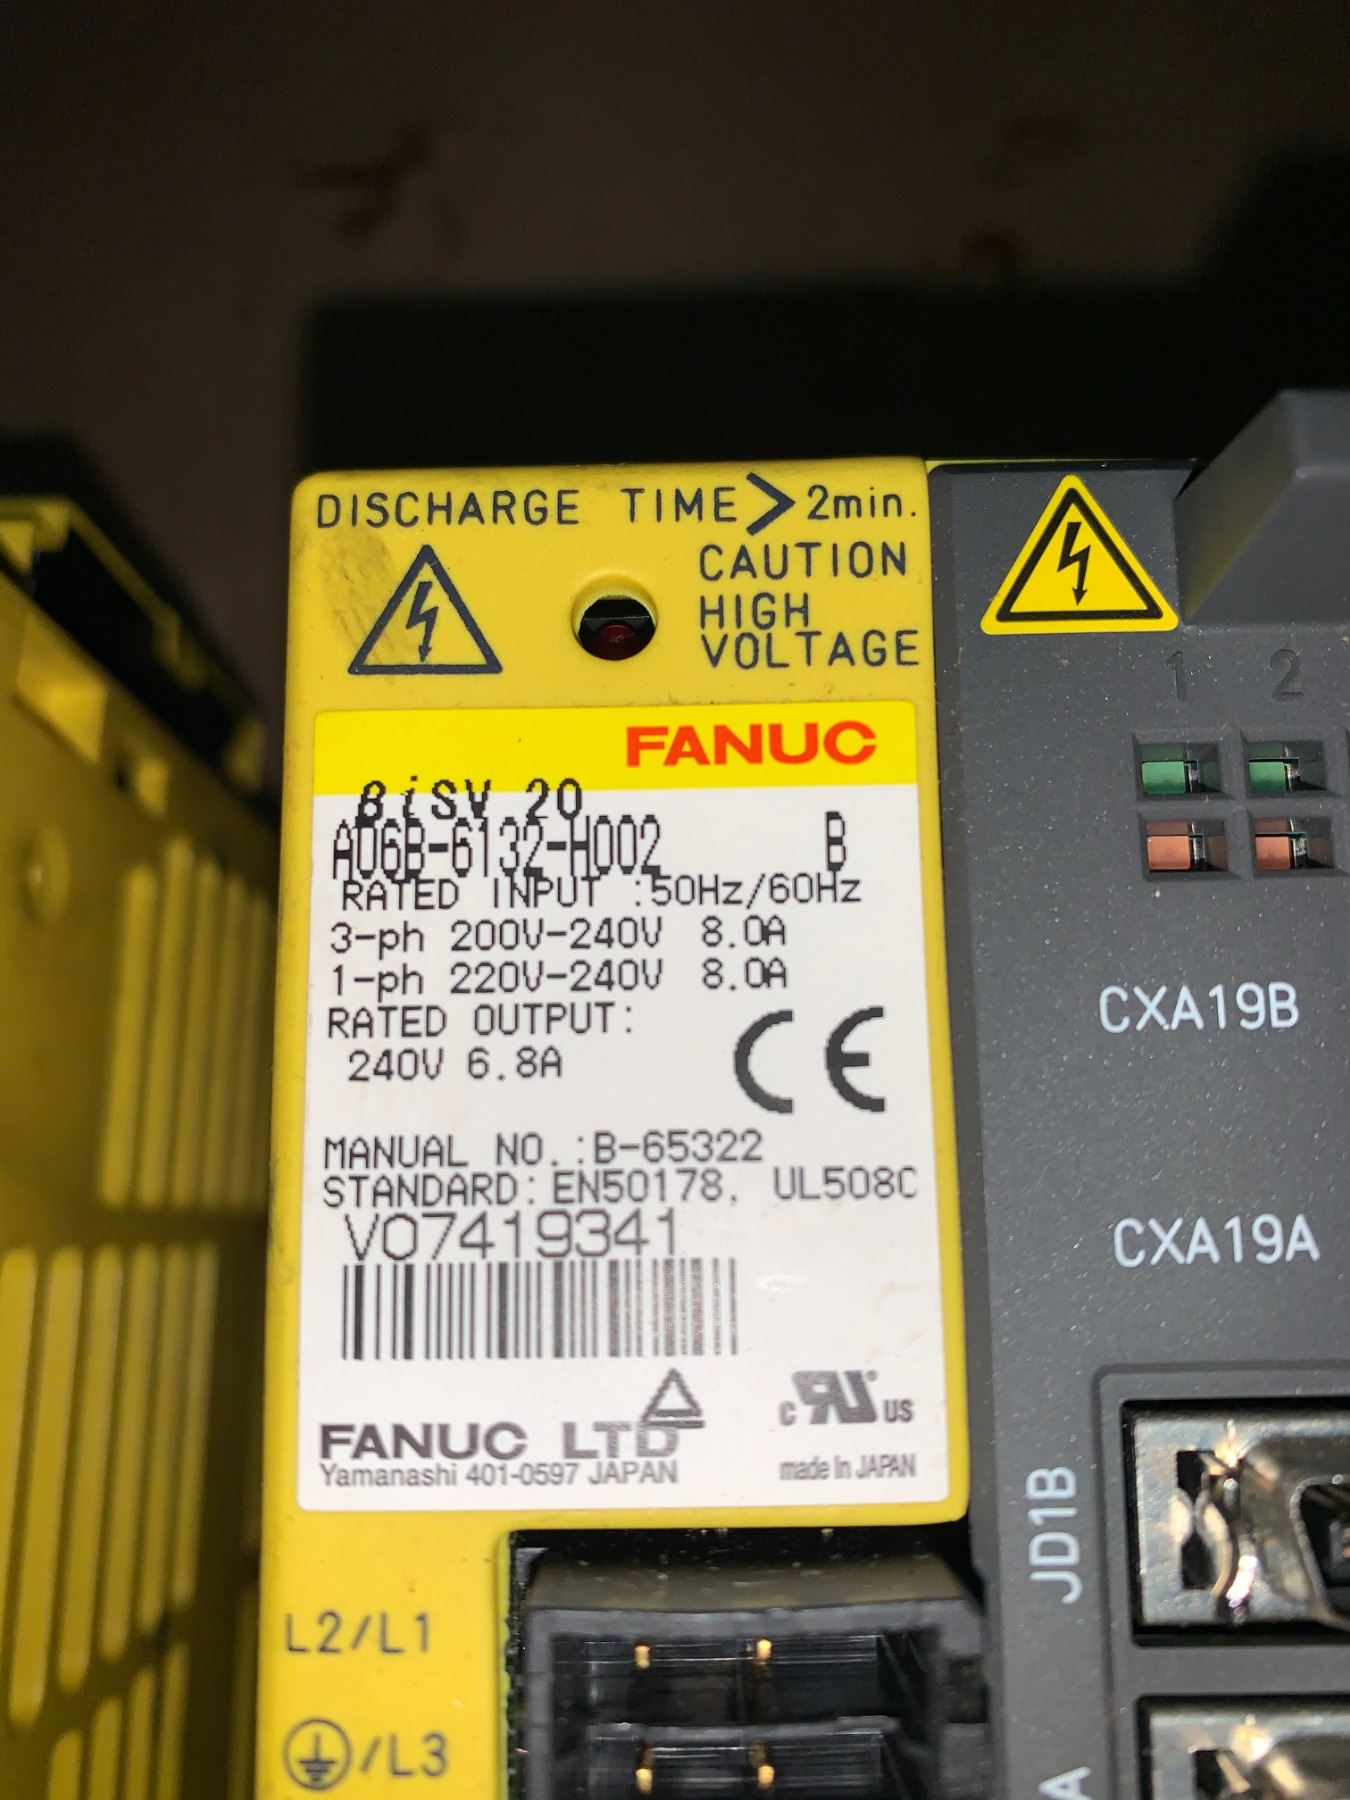 DISCHARGE TIME > 2min.
CAUTION
HIGH
VOLTAGE
FANUC
BiSV 20
A06B-6132-H002 B
RATED INPUT :50Hz/60Hz
3-ph 200V-240V 8.0A
1-ph 220V-240V 8.0A
RATED OUTPUT:
240V 6.8A
CE
MANUAL NO.:B-65322
STANDARD: EN50178, UL508C
V07419341
FANUC LTD
Yamanashi 401-0597 JAPAN
c RU US
made In JAPAN
L2/L1
/L3
1 2
CXA19B
CXA19A
JD1B
A